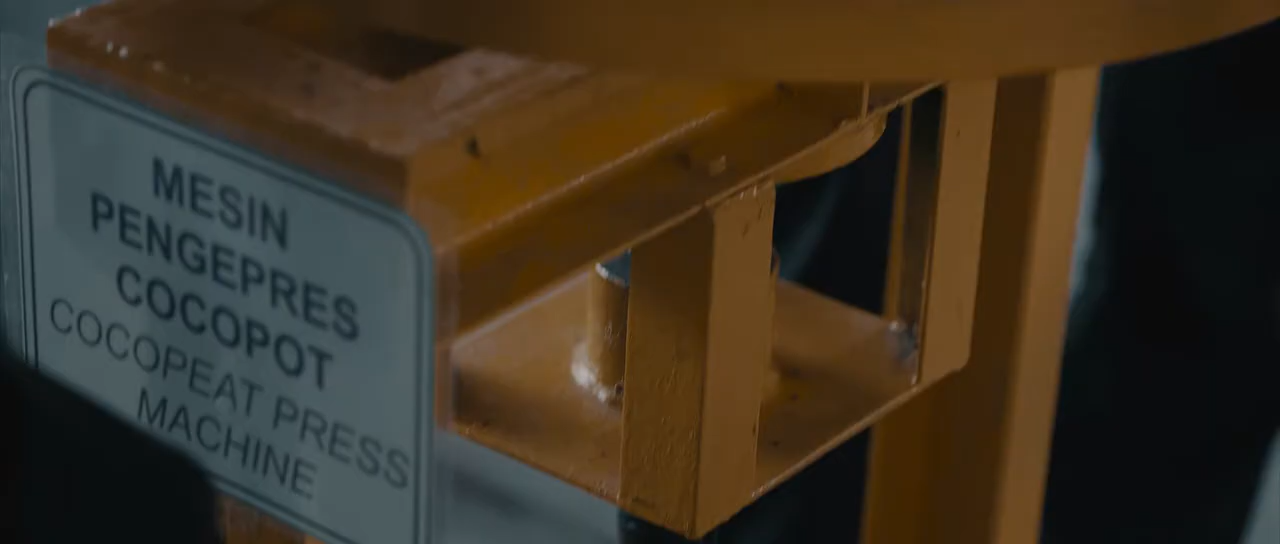 MESIN
PENGEPRES
COCOPOT
COCOPEAT PRESS
MACHINE